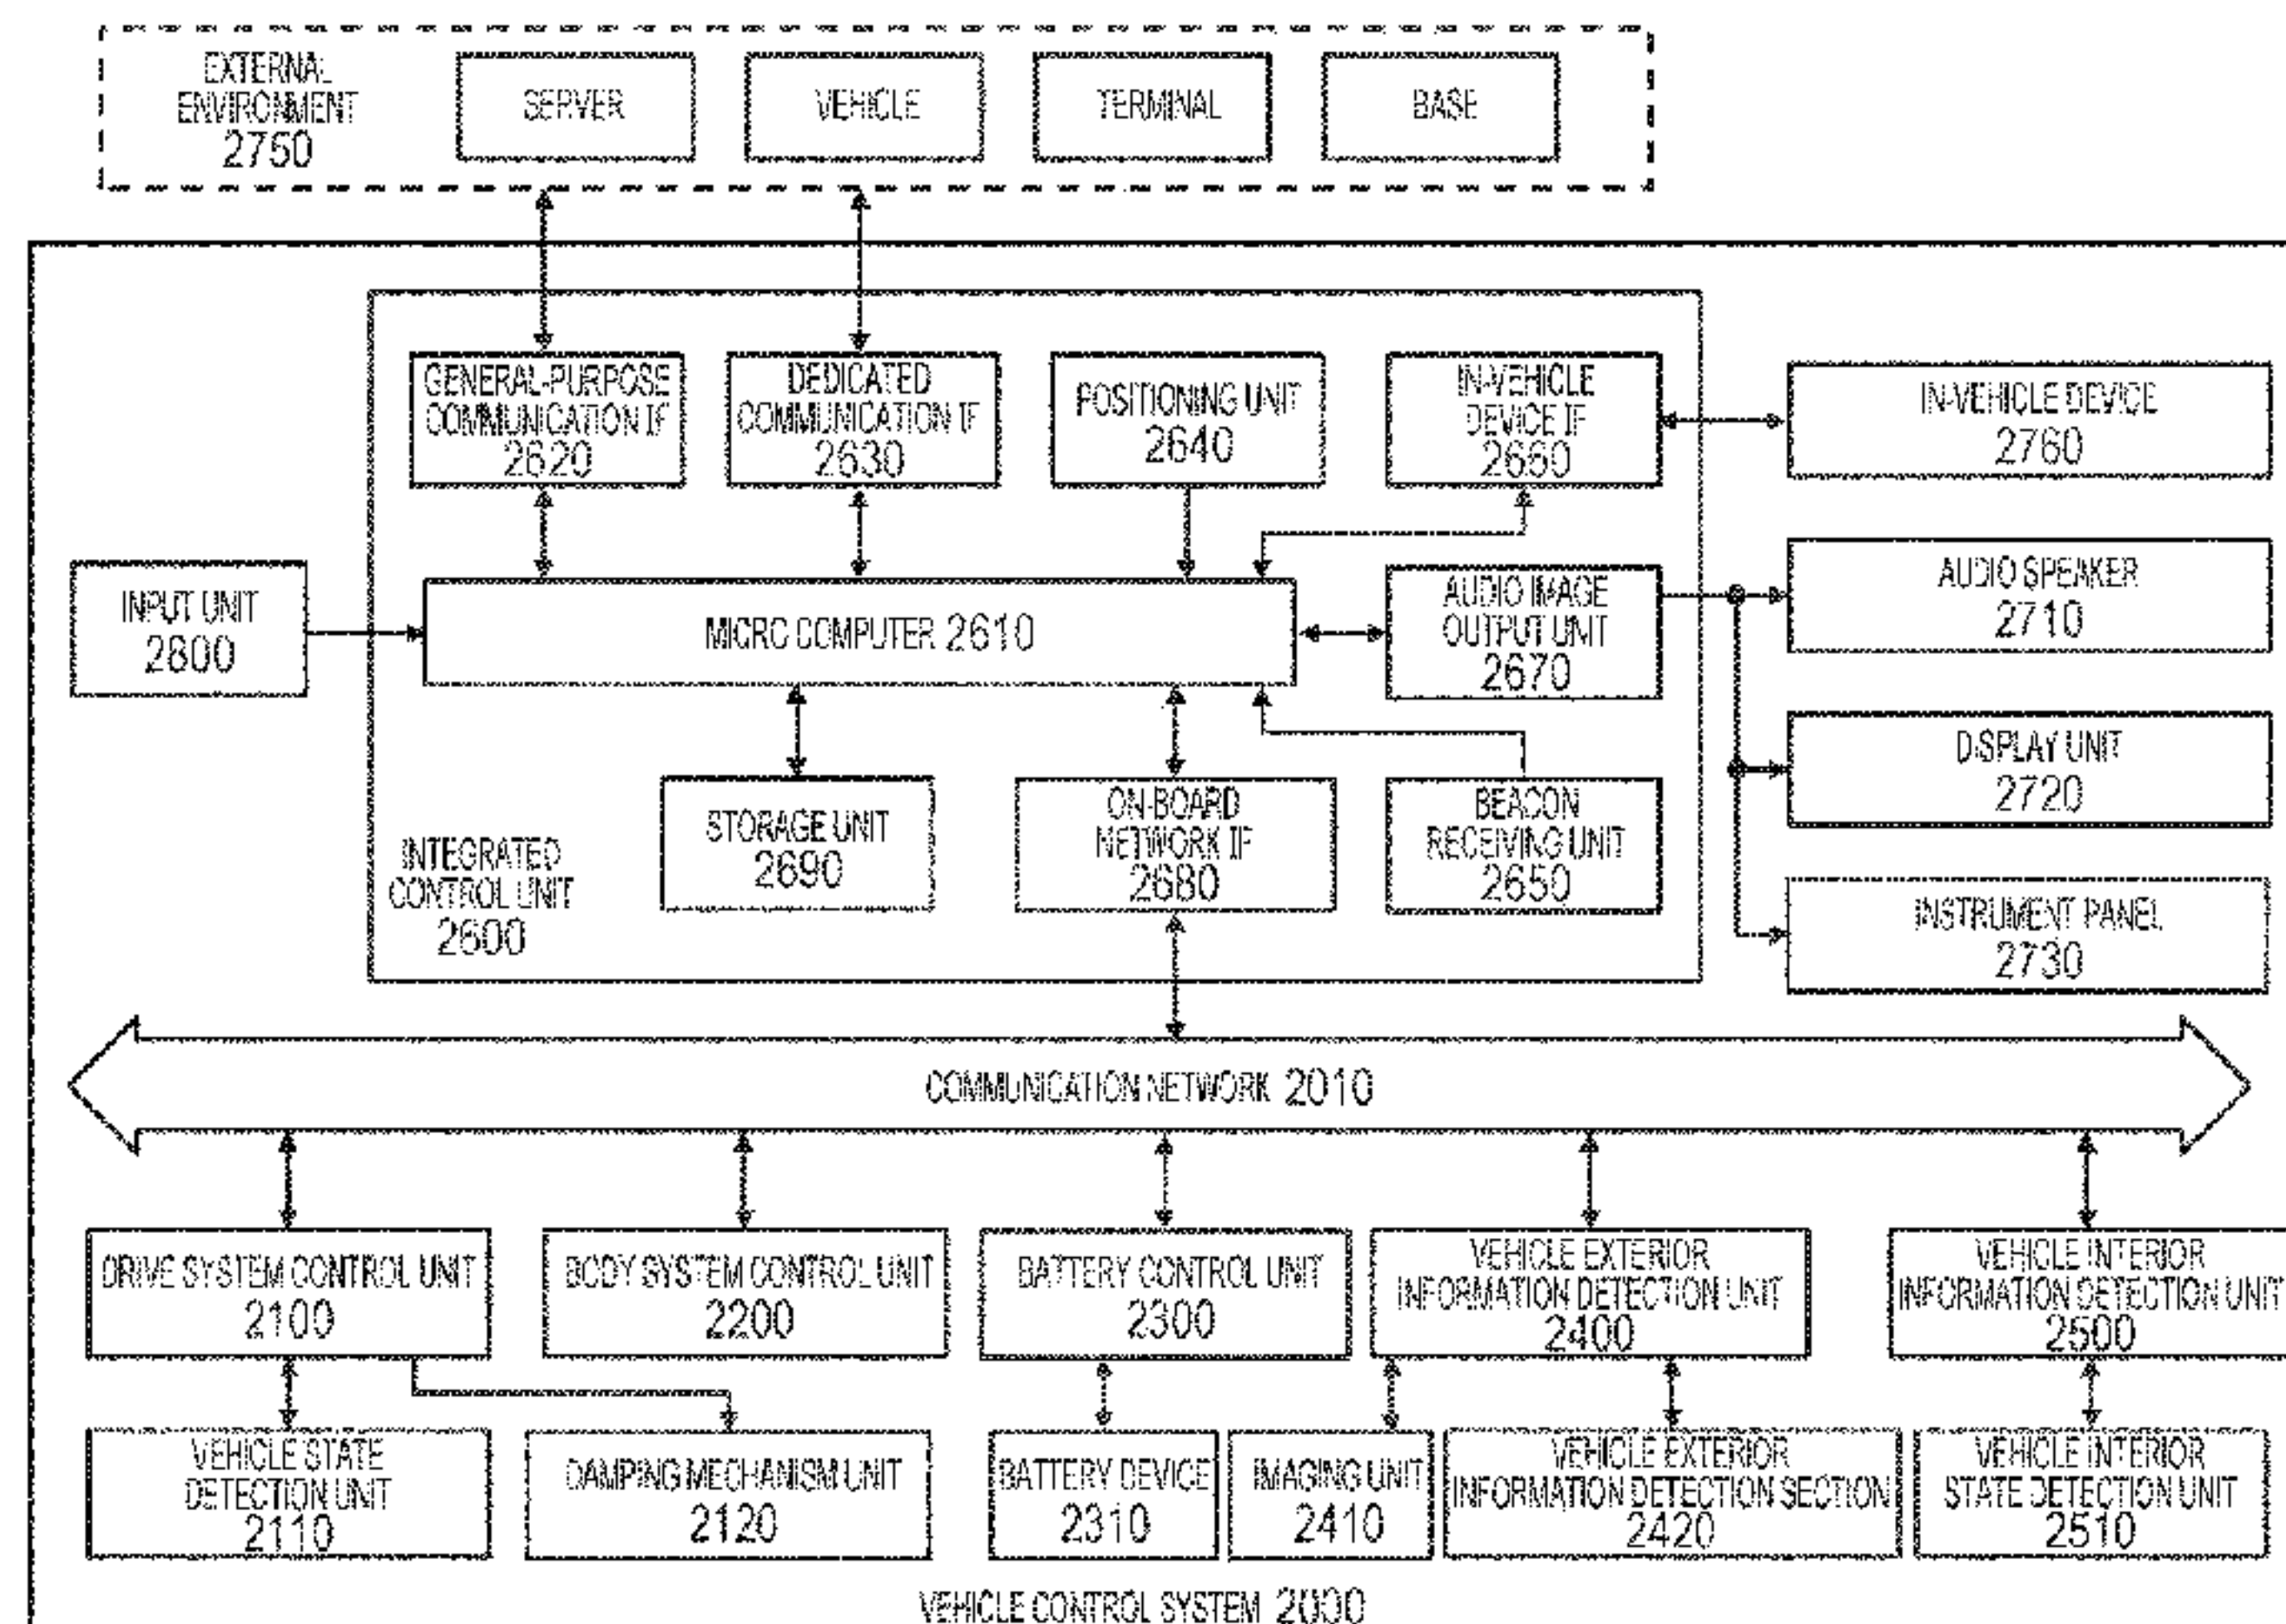 EXTERNAL
ENVIRONMENT
2750
SERVER
VEHICLE
TERMINAL
BASE
GENERAL-PURPOSE
COMMUNICATION IF
2620
DEDICATED
COMMUNICATION IF
2630
POSITIONING UNIT
2640
IN-VEHICLE
DEVICE IF
2660
IN-VEHICLE DEVICE
2760
INPUT UNIT
2800
MICRO COMPUTER 2610
AUDIO IMAGE
OUTPUT UNIT
2670
AUDIO SPEAKER
2710
DISPLAY UNIT
2720
INSTRUMENT PANEL
2730
INTEGRATED
CONTROL UNIT
2600
STORAGE UNIT
2690
ON-BOARD
NETWORK IF
2680
BEACON
RECEIVING UNIT
2650
COMMUNICATION NETWORK 2010
DRIVE SYSTEM CONTROL UNIT
2100
BODY SYSTEM CONTROL UNIT
2200
BATTERY CONTROL UNIT
2300
VEHICLE EXTERIOR
INFORMATION DETECTION UNIT
2400
VEHICLE INTERIOR
INFORMATION DETECTION UNIT
2500
VEHICLE STATE
DETECTION UNIT
2110
DAMPING MECHANISM UNIT
2120
BATTERY DEVICE
2310
IMAGING UNIT
2410
VEHICLE EXTERIOR
INFORMATION DETECTION SECTION
2420
VEHICLE INTERIOR
STATE DETECTION UNIT
2510
VEHICLE CONTROL SYSTEM 2000